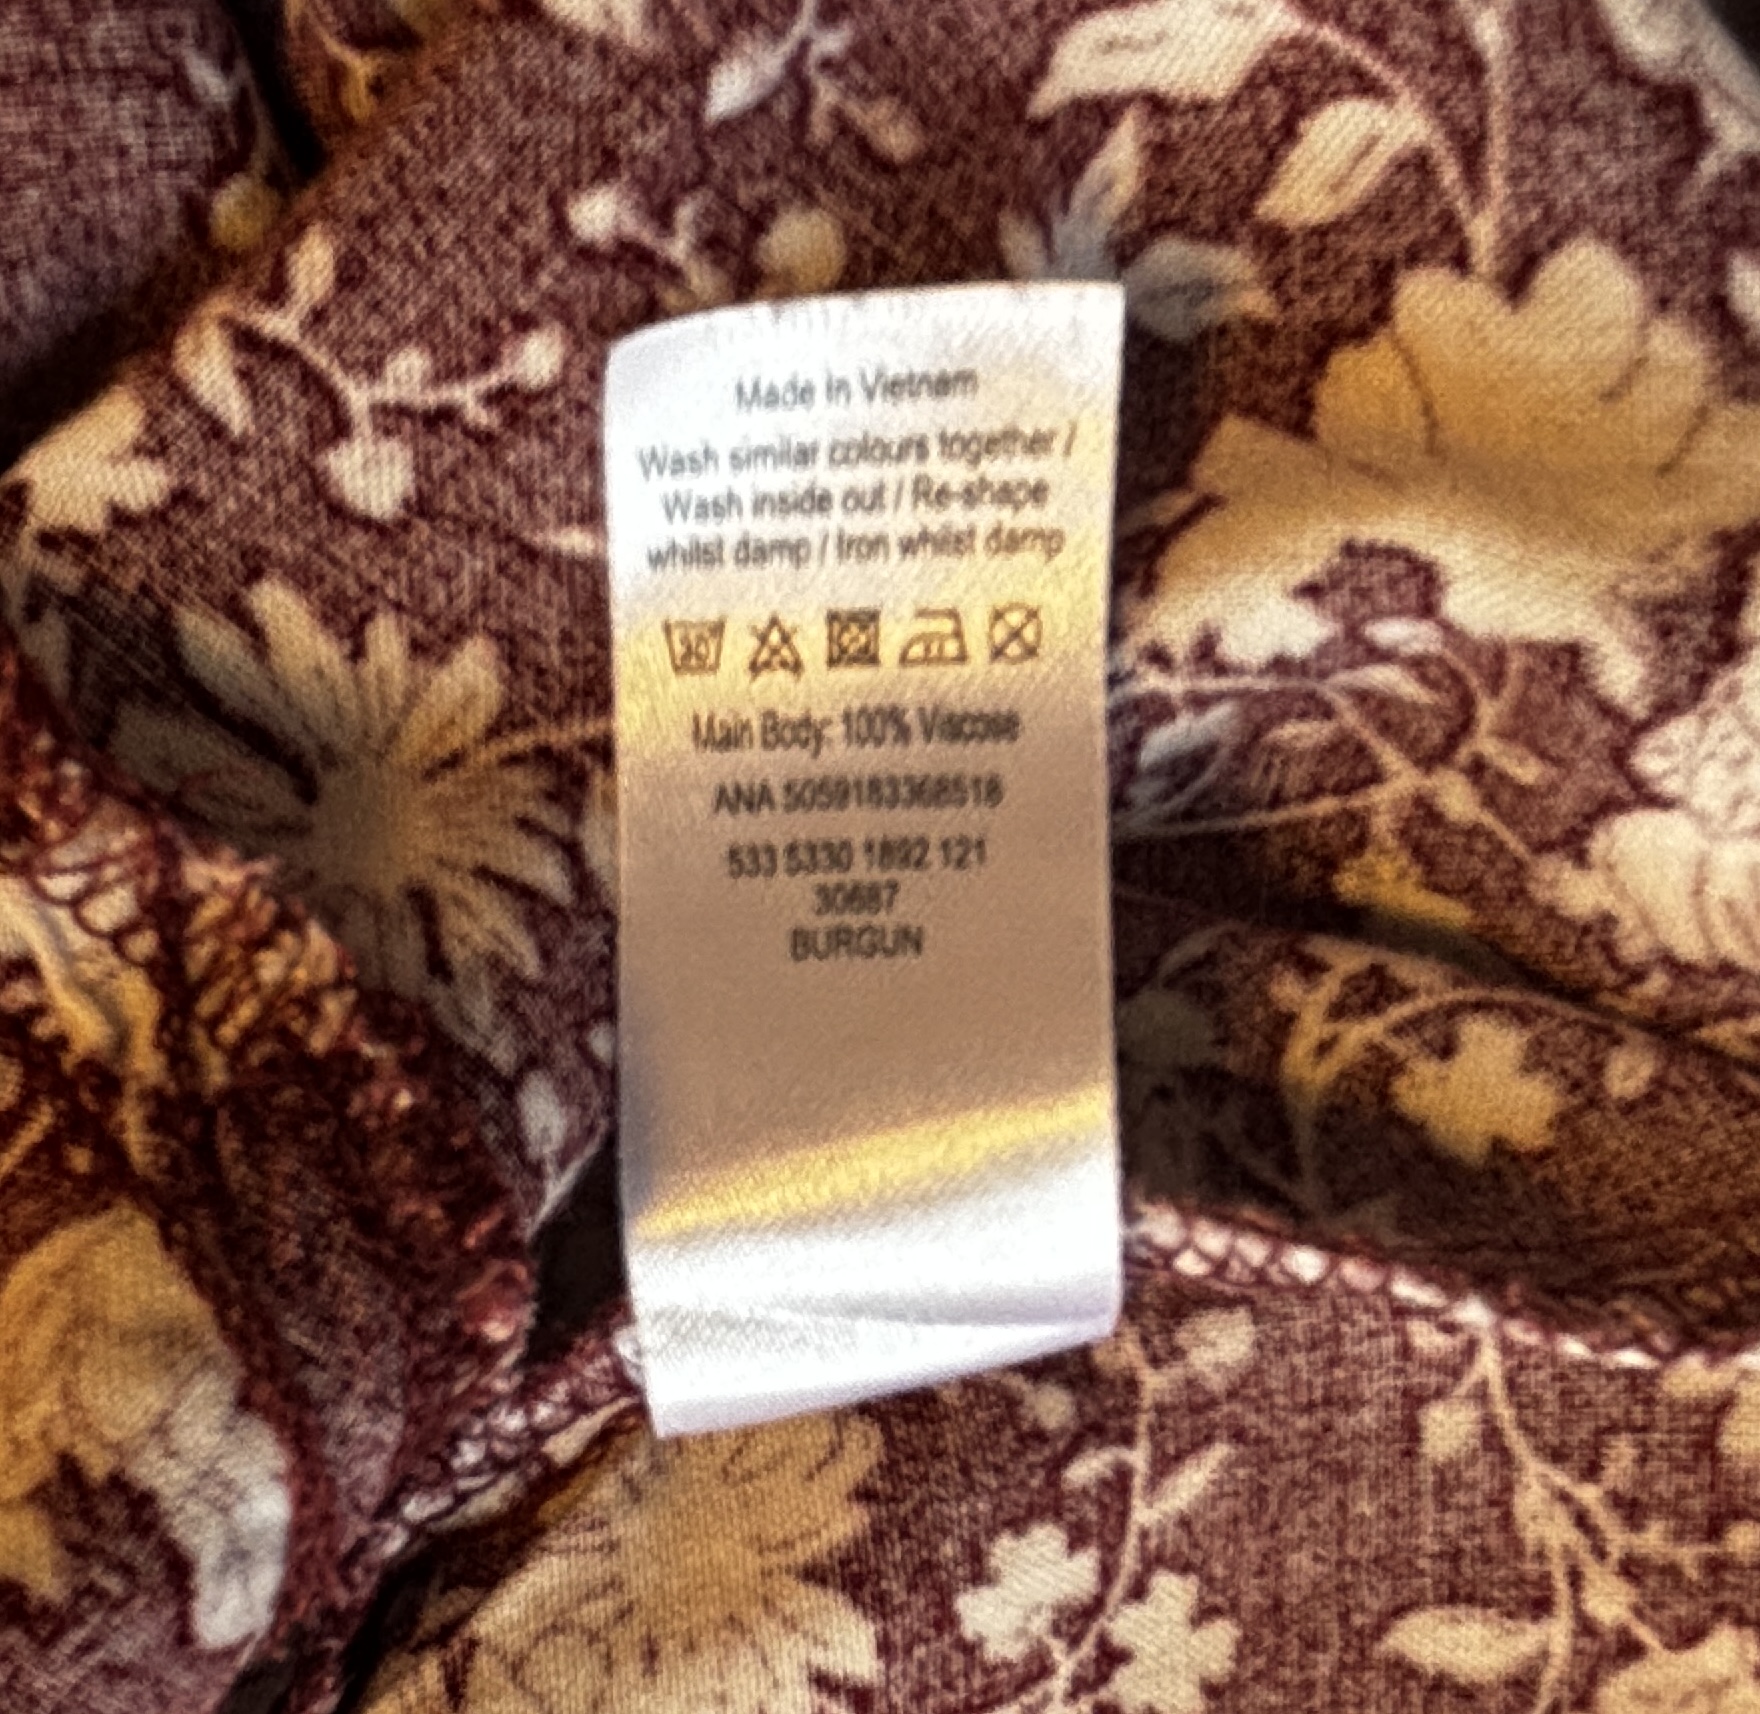 Made in Vietnam
Wash similar colours together /
Wash inside out / Re-shape
whilst damp / Iron whilst damp
30
Main Body: 100% Viscose
ANA 5059183368518
533 5330 1892 121
30687
BURGUN